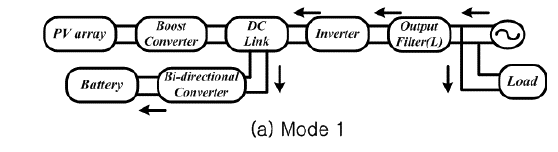 PV array
Boost
Converter
DC
Link
Inverter
Output
Filter(L)
Battery
Bi-directional
Converter
Load
(a) Mode 1